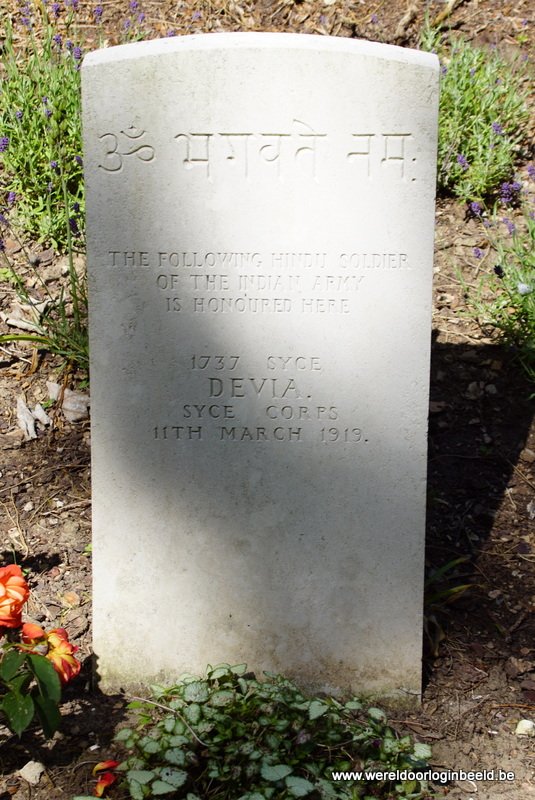 ॐ भगवते नमः
THE FOLLOWING HINDU SOLDIER
OF THE INDIAN ARMY
IS HONOURED HERE
1737 SYCE
DEVIA.
SYCE CORPS
11TH MARCH 1919.
www.wereldoorloginbeeld.be